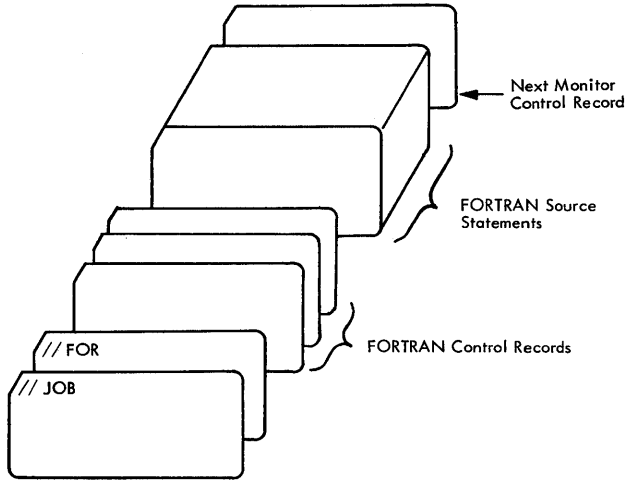 Next Monitor
Control Record
FORTRAN Source
Statements
FORTRAN Control Records
// FOR
// JOB